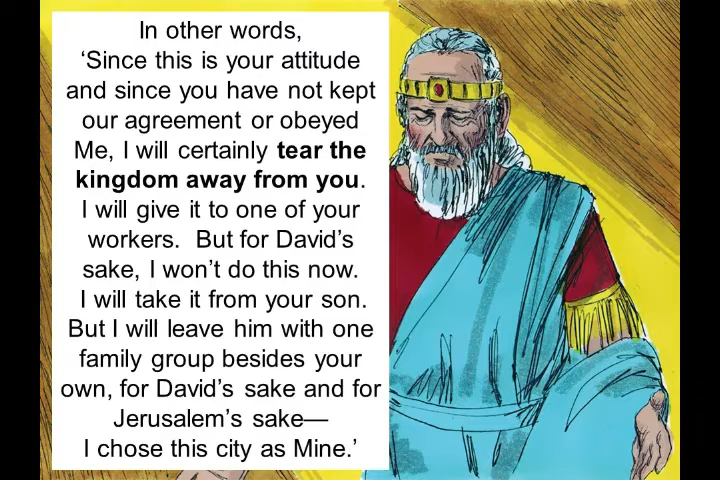 In other words,
‘Since this is your attitude
and since you have not kept
our agreement or obeyed
Me, I will certainly tear the
kingdom away from you.
I will give it to one of your
workers.  But for David’s
sake, I won’t do this now.
I will take it from your son.
But I will leave him with one
family group besides your
own, for David’s sake and for
Jerusalem’s sake—
I chose this city as Mine.’